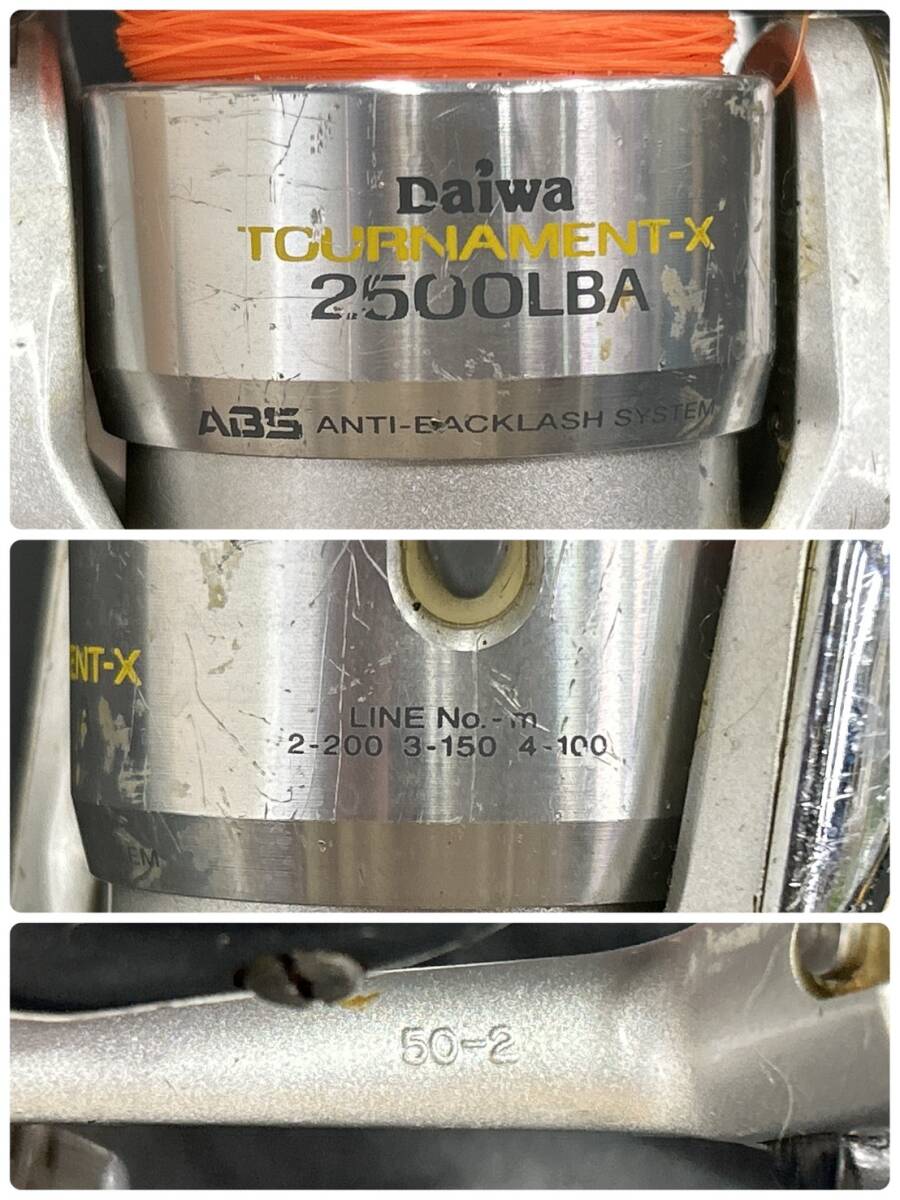 Daiwa
TOURNAMENT-X
2500LBA
ABS ANTI-BACKLASH SYSTEM
ENT-X
LINE No.-m
2-200 3-150 4-100
EM
50-2